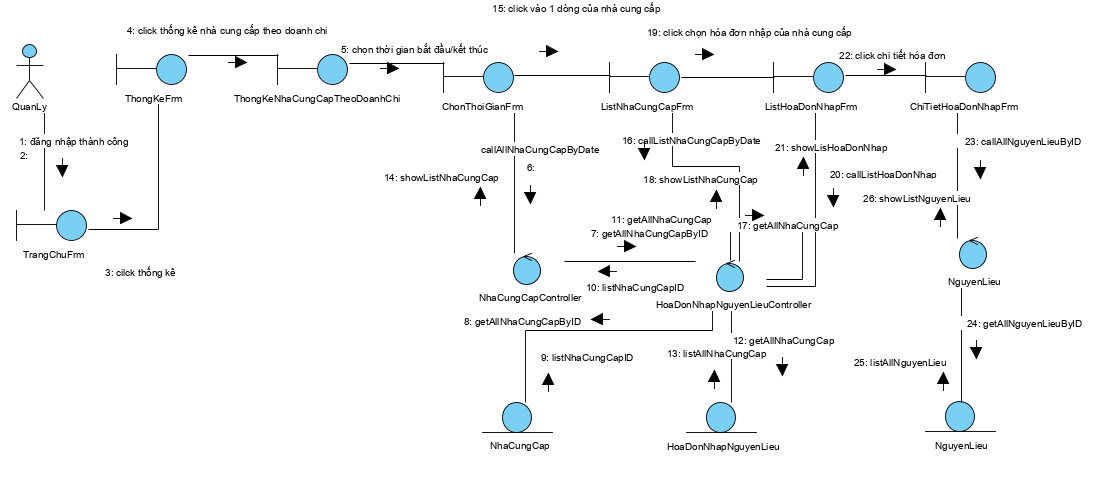 15: click vào 1 dòng của nhà cung cấp
4: click thống kê nhà cung cấp theo doanh chi
19: click chọn hóa đơn nhập của nhà cung cấp
5: chọn thời gian bắt đầu/kết thúc
22: click chi tiết hóa đơn
QuanLy
ThongKeFrm
ThongKeNhaCungCapTheoDoanhChi
ChonThoiGianFrm
ListNhaCungCapFrm
ListHoaDonNhapFrm
ChiTietHoaDonNhapFrm
1: đăng nhập thành công
2:
callAllNhaCungCapByDate
6:
16: callListNhaCungCapByDate
21: showLisHoaDonNhap
23: callAllNguyenLieuByID
14: showListNhaCungCap
18: showListNhaCungCap
20: callListHoaDonNhap
26: showListNguyenLieu
11: getAllNhaCungCap
7: getAllNhaCungCapByID
17: getAllNhaCungCap
TrangChuFrm
3: cilck thống kê
10: listNhaCungCapID
NhaCungCapController
HoaDonNhapNguyenLieuController
NguyenLieu
8: getAllNhaCungCapByID
24: getAllNguyenLieuByID
12: getAllNhaCungCap
9: listNhaCungCapID
13: listAllNhaCungCap
25: listAllNguyenLieu
NhaCungCap
HoaDonNhapNguyenLieu
NguyenLieu